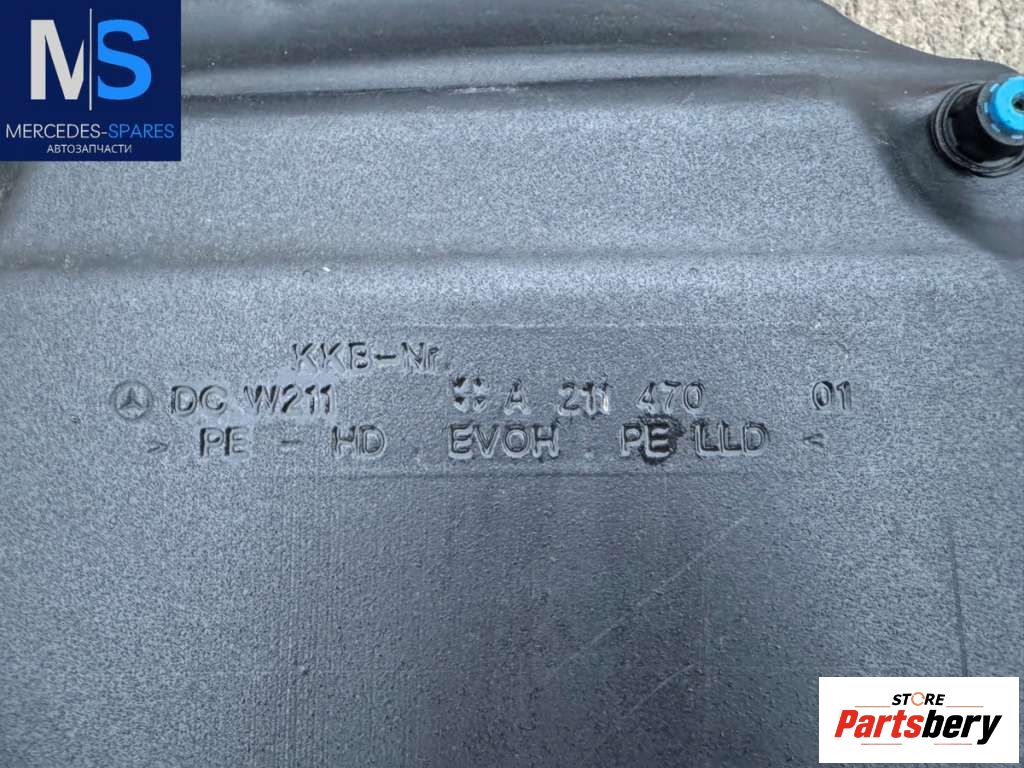 MS
MERCEDES-SPARES
АВТОЗАПЧАСТИ
KKB-Nr.
DC W211 A 211 470 01
> PE - HD . EVOH . PE LLD <
STORE
Partsbery